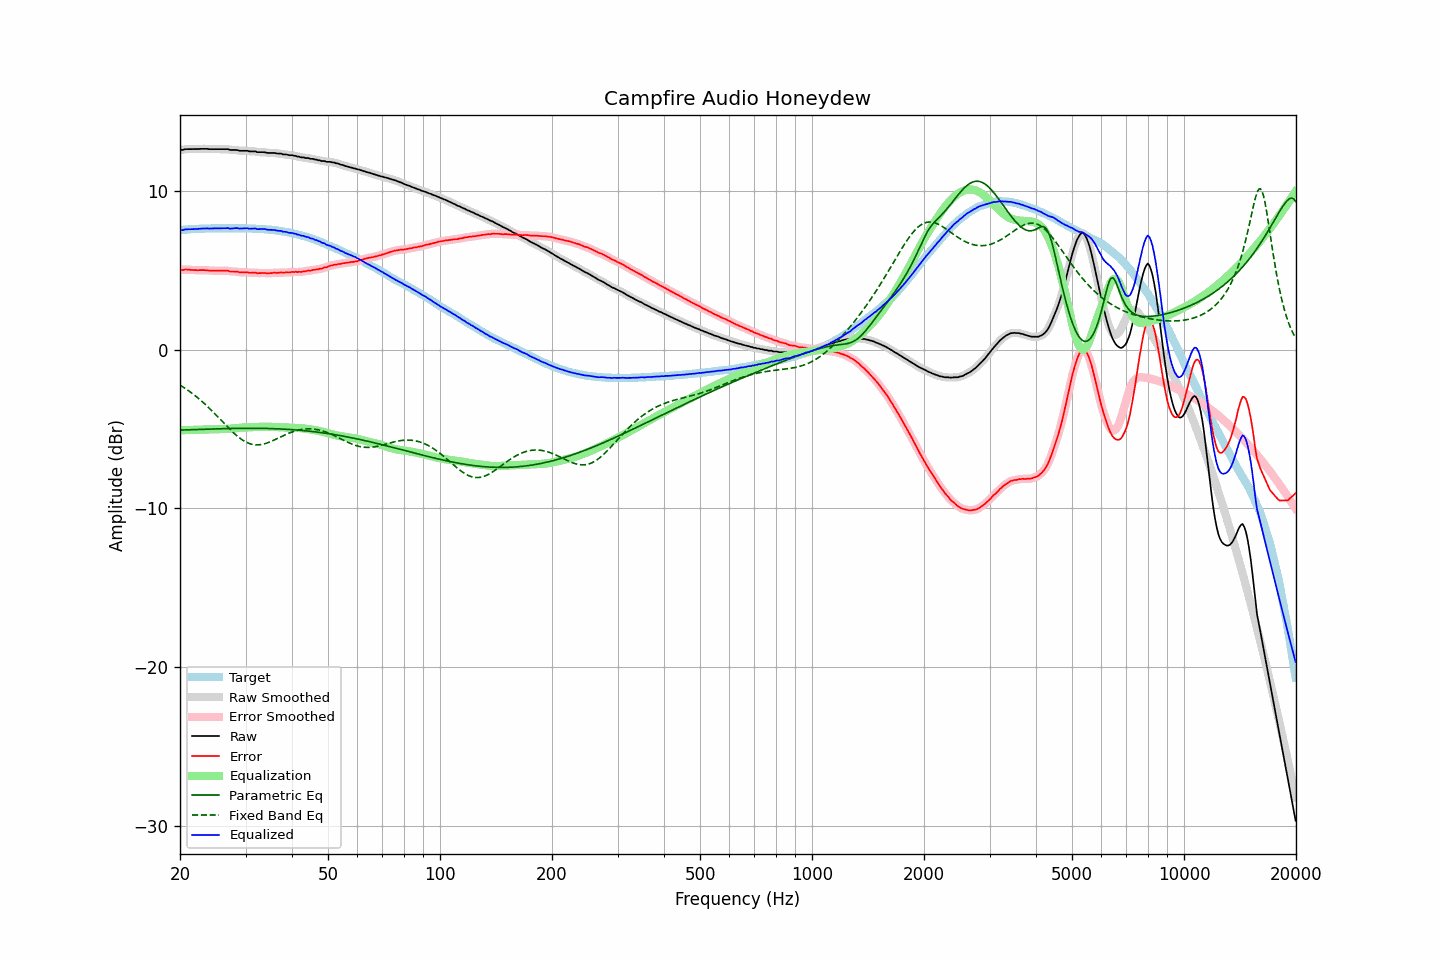 Campfire Audio Honeydew
Amplitude (dBr)
10
0
−10
−20
−30
Target
Raw Smoothed
Error Smoothed
Raw
Error
Equalization
Parametric Eq
Fixed Band Eq
Equalized
20 50 100 200 500 1000 2000 5000 10000 20000
Frequency (Hz)